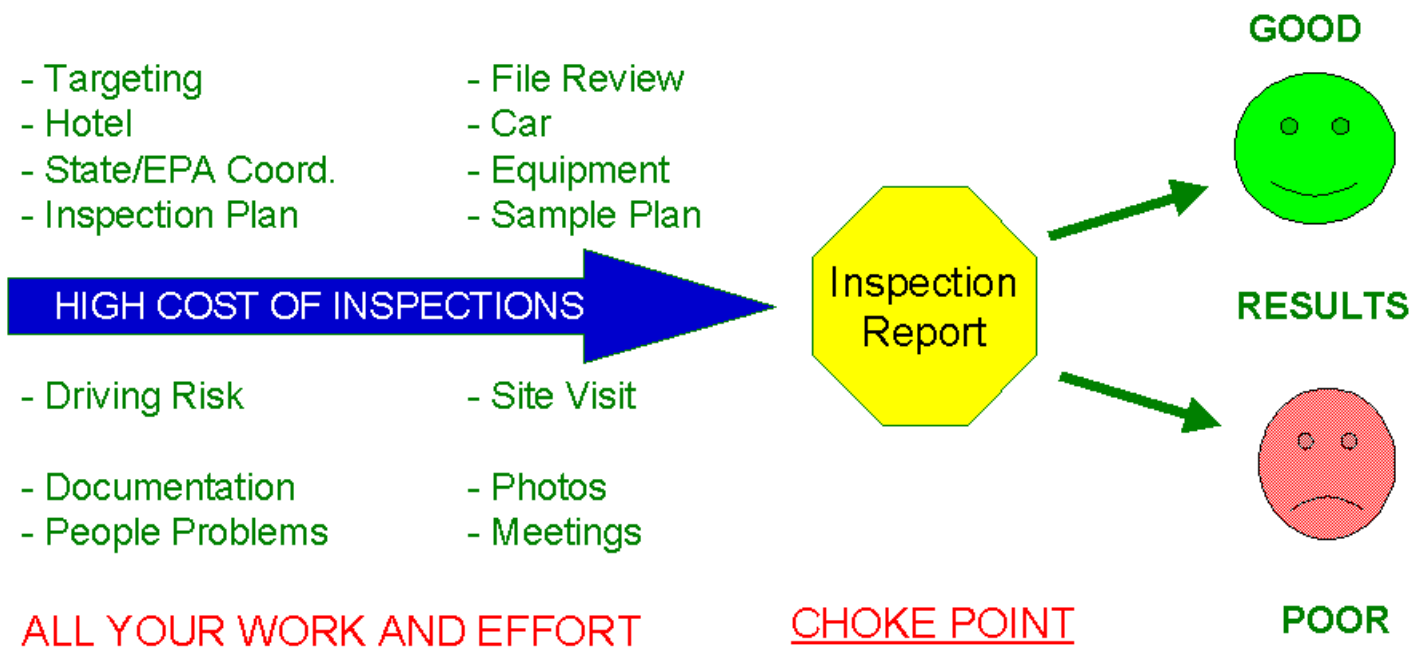 GOOD
- Targeting
- Hotel
- State/EPA Coord.
- Inspection Plan
- File Review
- Car
- Equipment
- Sample Plan
HIGH COST OF INSPECTIONS
Inspection
Report
RESULTS
- Driving Risk
- Documentation
- People Problems
- Site Visit
- Photos
- Meetings
ALL YOUR WORK AND EFFORT
CHOKE POINT
POOR